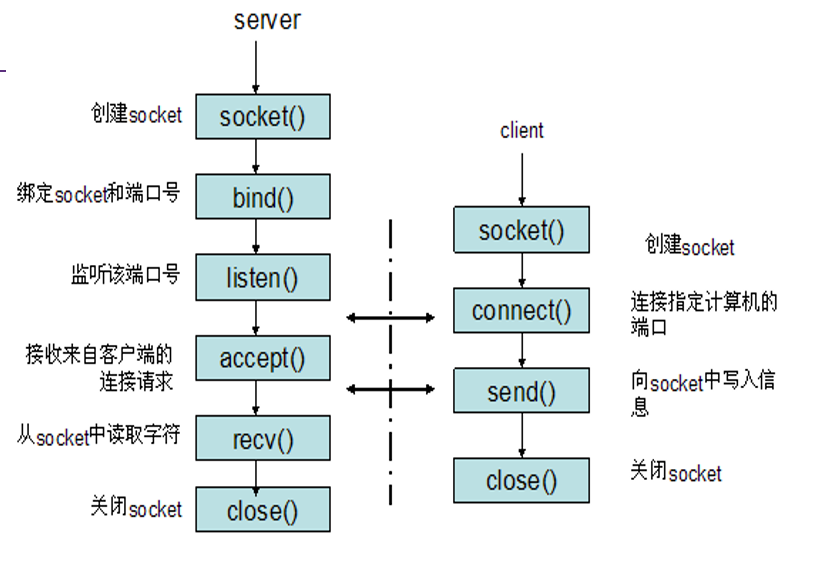 server
创建socket
socket()
绑定socket和端口号
bind()
监听该端口号
listen()
接收来自客户端的
连接请求
accept()
从socket中读取字符
recv()
关闭socket
close()
client
socket()
创建socket
connect()
连接指定计算机的
端口
send()
向socket中写入信
息
close()
关闭socket